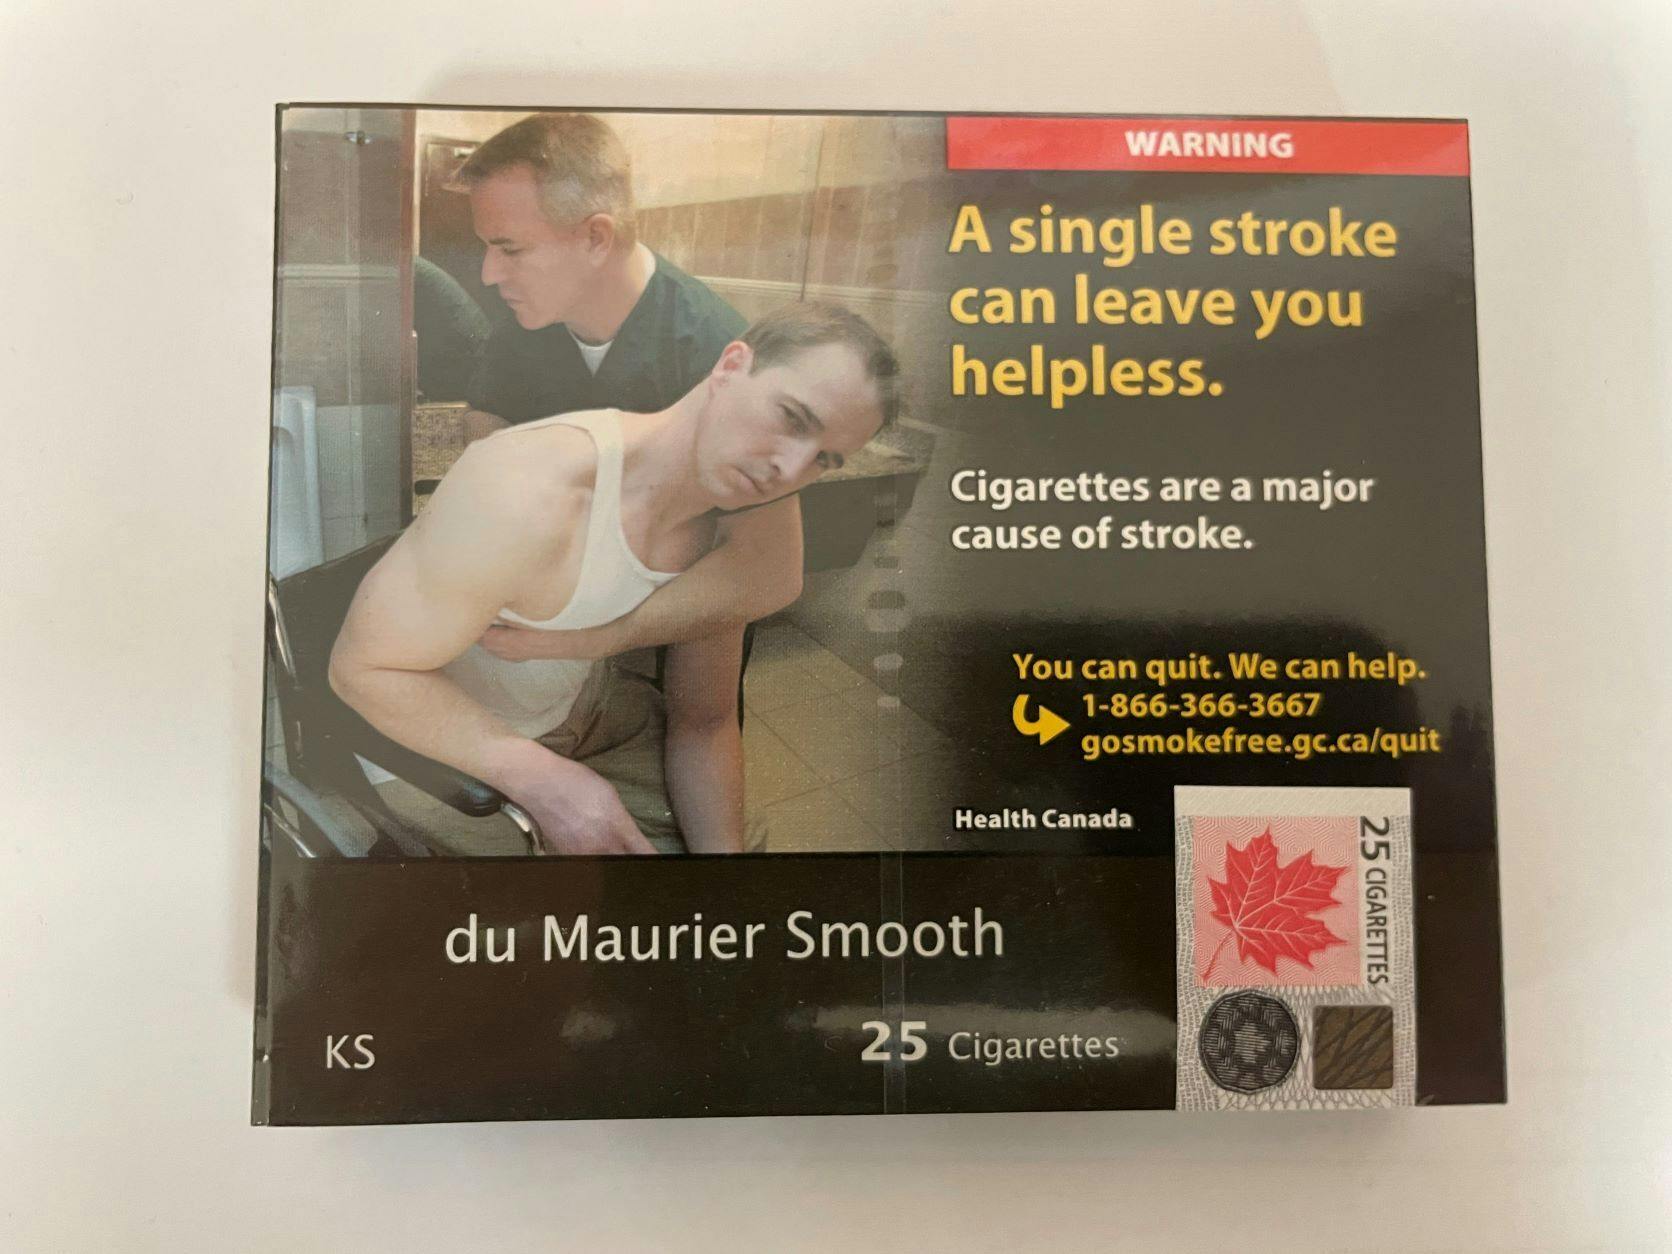 WARNING
A single stroke
can leave you
helpless.
Cigarettes are a major
cause of stroke.
You can quit. We can help.
1-866-366-3667
gosmokefree.gc.ca/quit
Health Canada
25 CIGARETTES
du Maurier Smooth
KS
25 Cigarettes